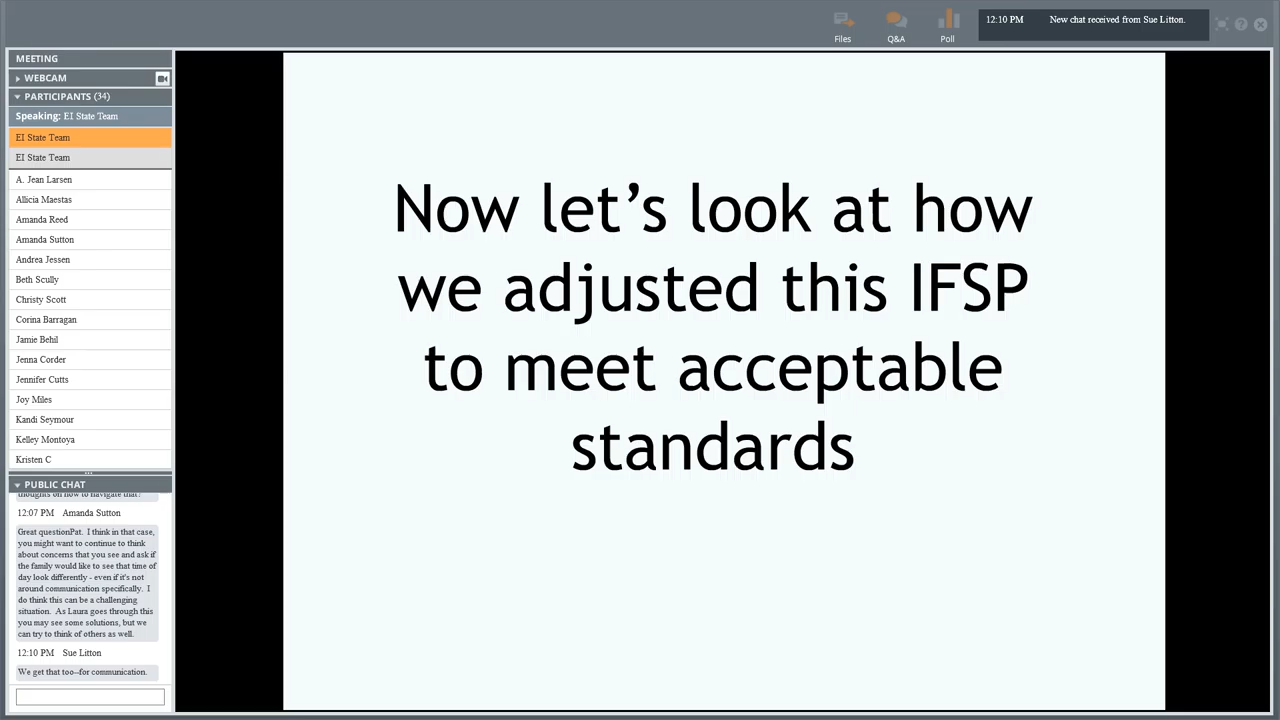 12:10 PM New chat received from Sue Litton.
Files Q&A Poll
MEETING
WEBCAM
PARTICIPANTS (34)
Speaking: EI State Team
EI State Team
EI State Team
A. Jean Larsen
Allicia Maestas
Amanda Reed
Amanda Sutton
Andrea Jessen
Beth Scully
Christy Scott
Corina Barragan
Jamie Behil
Jenna Corder
Jennifer Cutts
Joy Miles
Kandi Seymour
Kelley Montoya
Kristen C
PUBLIC CHAT
thoughts on how to navigate that?
12:07 PM Amanda Sutton
Great questionPat. I think in that case,
you might want to continue to think
about concerns that you see and ask if
the family would like to see that time of
day look differently - even if it's not
around communication specifically. I
do think this can be a challenging
situation. As Laura goes through this
you may see some solutions, but we
can try to think of others as well.
12:10 PM Sue Litton
We get that too--for communication.
Now let’s look at how
we adjusted this IFSP
to meet acceptable
standards